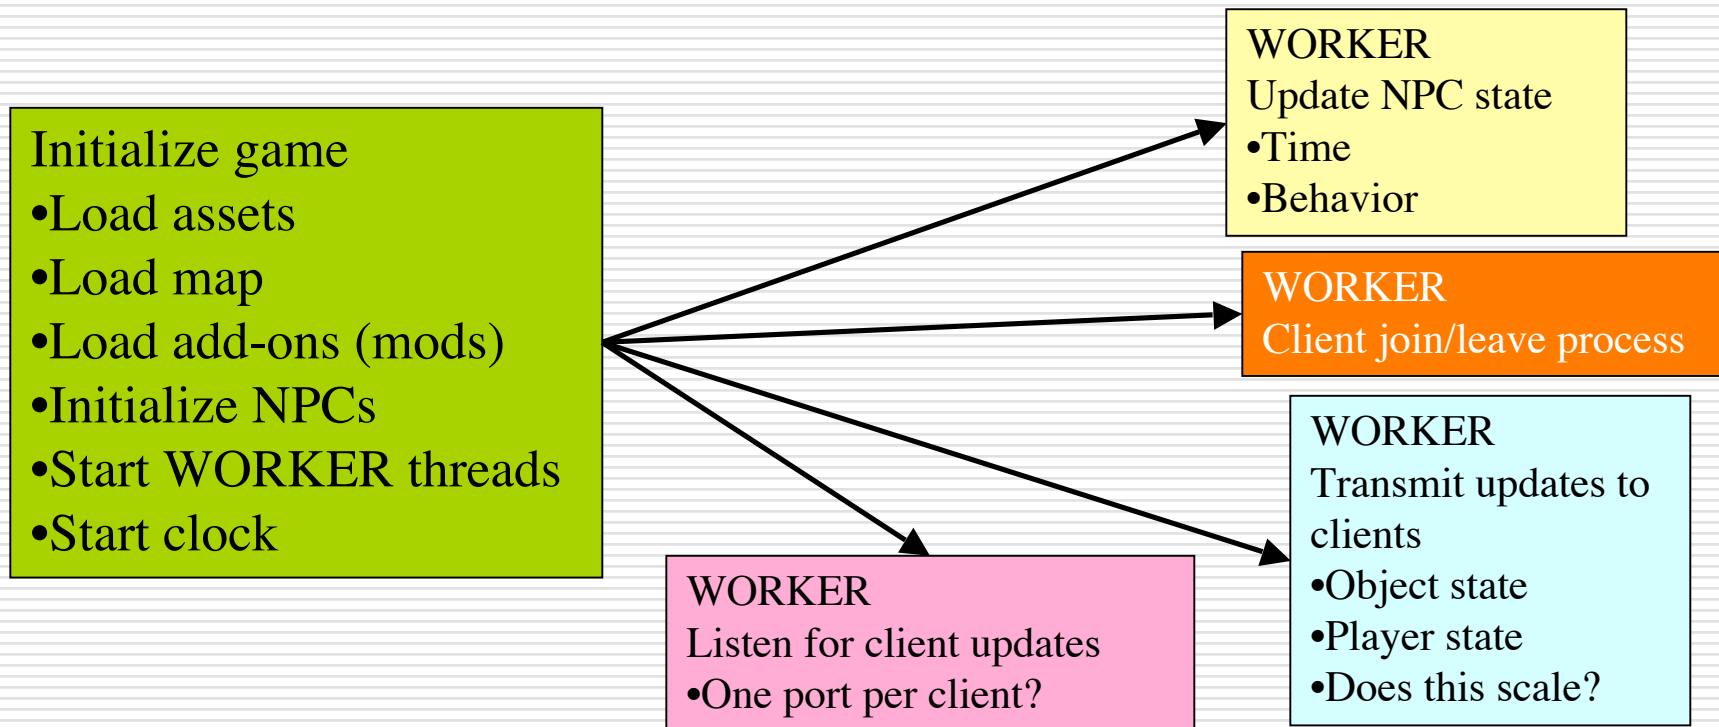 Initialize game
•Load assets
•Load map
•Load add-ons (mods)
•Initialize NPCs
•Start WORKER threads
•Start clock
WORKER
Update NPC state
•Time
•Behavior
WORKER
Client join/leave process
WORKER
Transmit updates to
clients
•Object state
•Player state
•Does this scale?
WORKER
Listen for client updates
•One port per client?